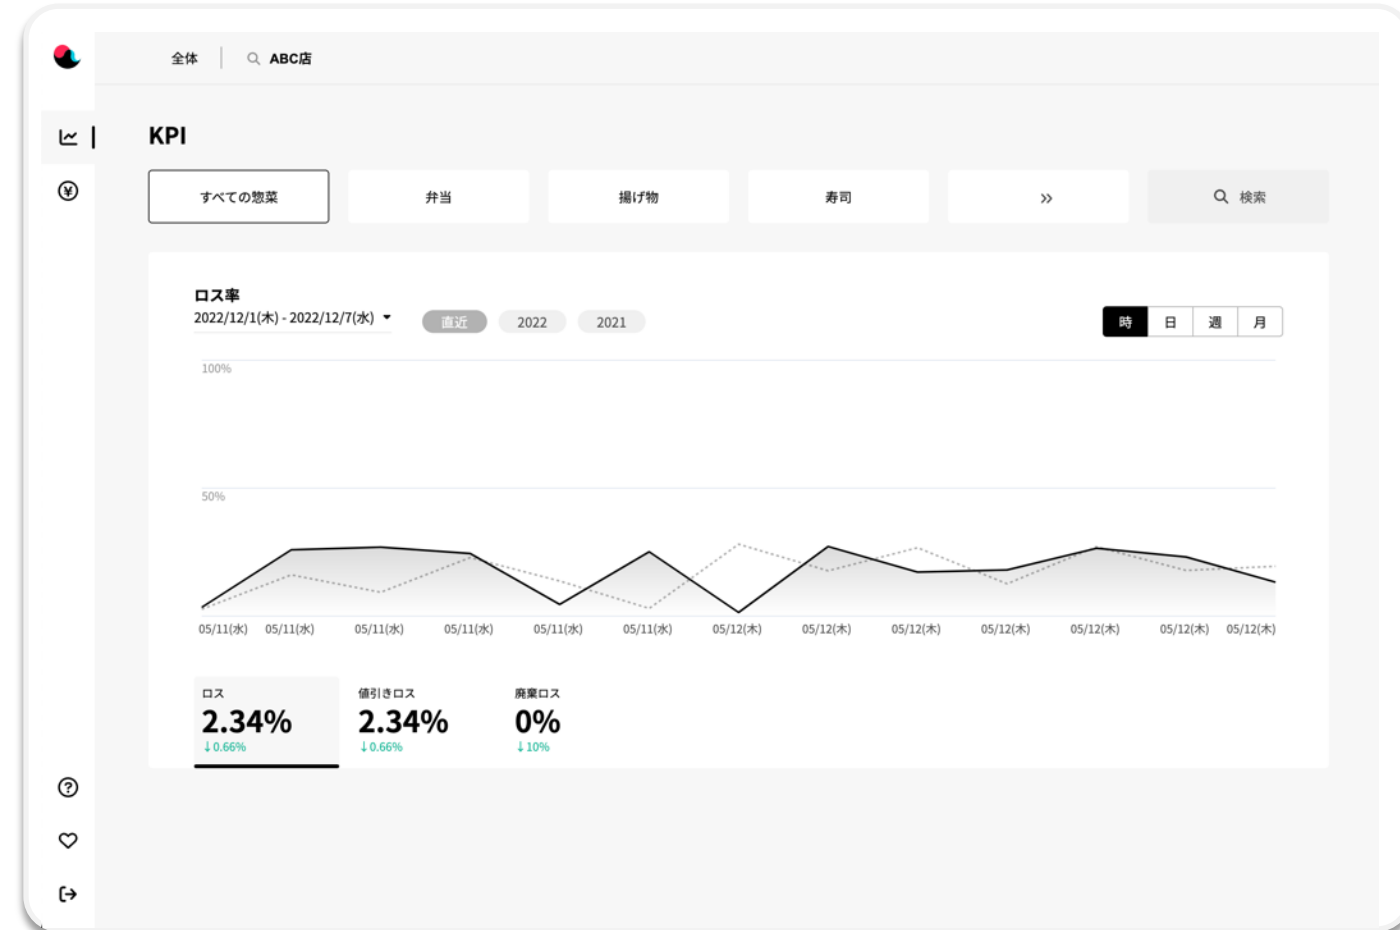 全体 ABC店
KPI
すべての惣菜 弁当 揚げ物 寿司 » 検索
ロス率
2022/12/1(木) - 2022/12/7(水) 直近 2022 2021 時 日 週 月
100%
50%
05/11(水) 05/11(水) 05/11(水) 05/11(水) 05/11(水) 05/11(水) 05/12(木) 05/12(木) 05/12(木) 05/12(木) 05/12(木) 05/12(木) 05/12(木)
ロス 値引きロス 廃棄ロス
2.34% 2.34% 0%
↓0.66% ↓0.66% ↓10%